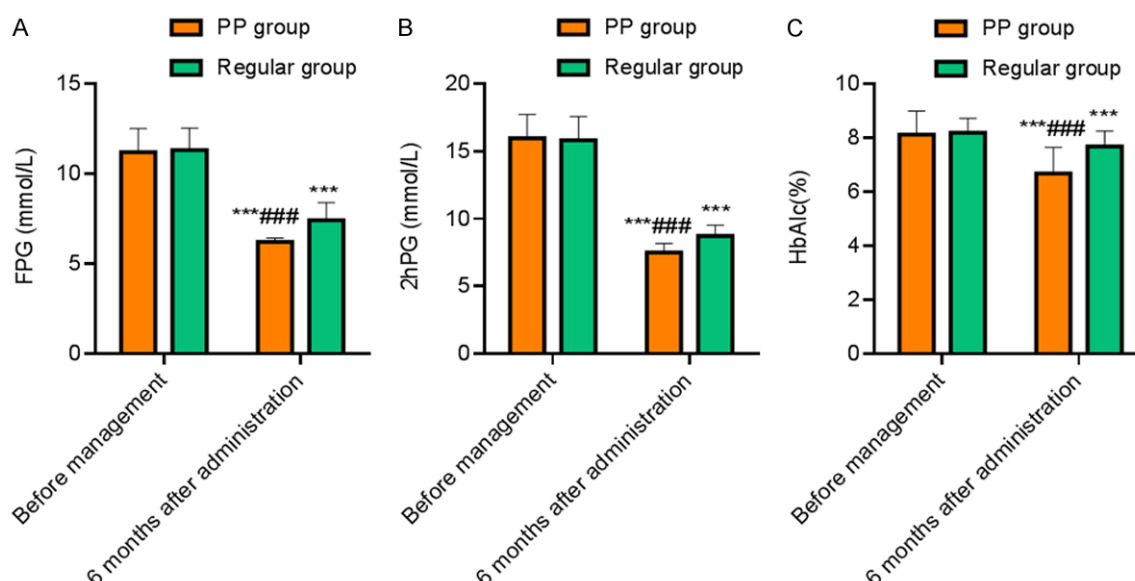 A
PP group
Regular group
FPG (mmol/L)
15
10
5
0
***###
***
Before management
6 months after administration
B
PP group
Regular group
2hPG (mmol/L)
20
15
10
5
0
***###
***
Before management
6 months after administration
C
PP group
Regular group
HbAlc(%)
10
8
6
4
2
0
***###
***
Before management
6 months after administration